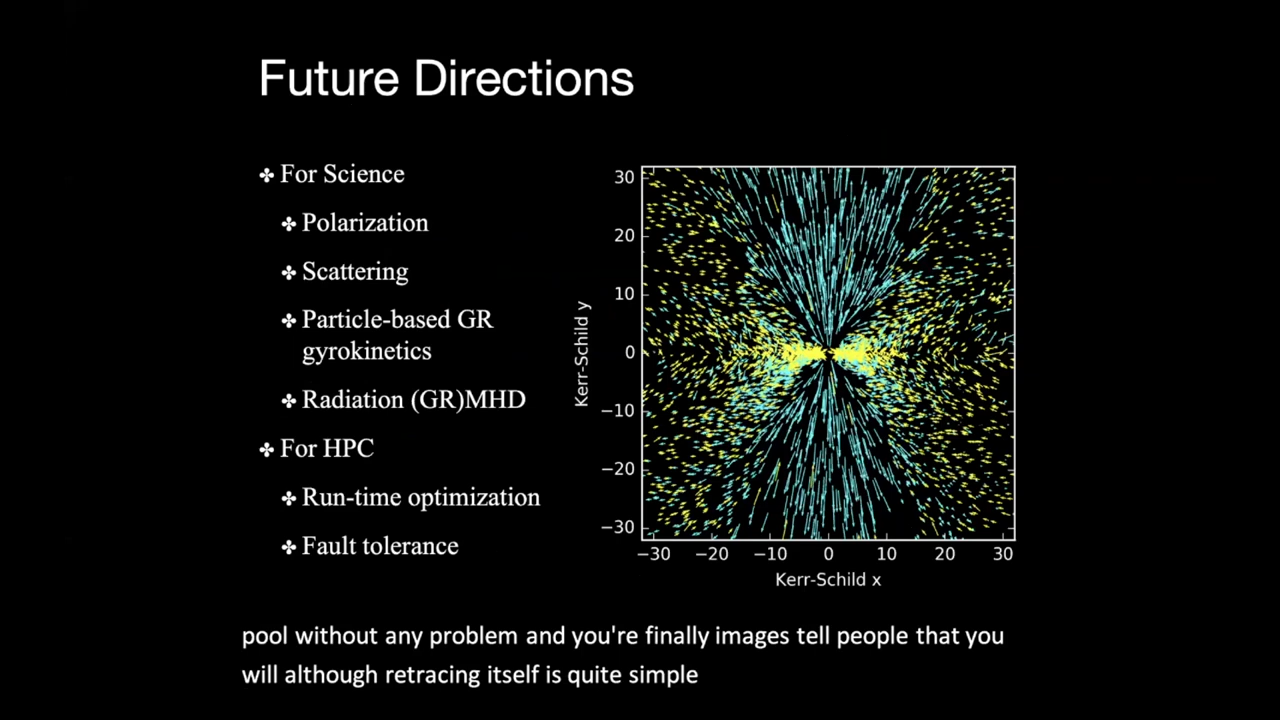 Future Directions
✤ For Science
✤ Polarization
✤ Scattering
✤ Particle-based GR
gyrokinetics
✤ Radiation (GR)MHD
✤ For HPC
✤ Run-time optimization
✤ Fault tolerance
30
20
10
0
−10
−20
−30
Kerr-Schild y
−30 −20 −10 0 10 20 30
Kerr-Schild x
pool without any problem and you're finally images tell people that you
will although retracing itself is quite simple